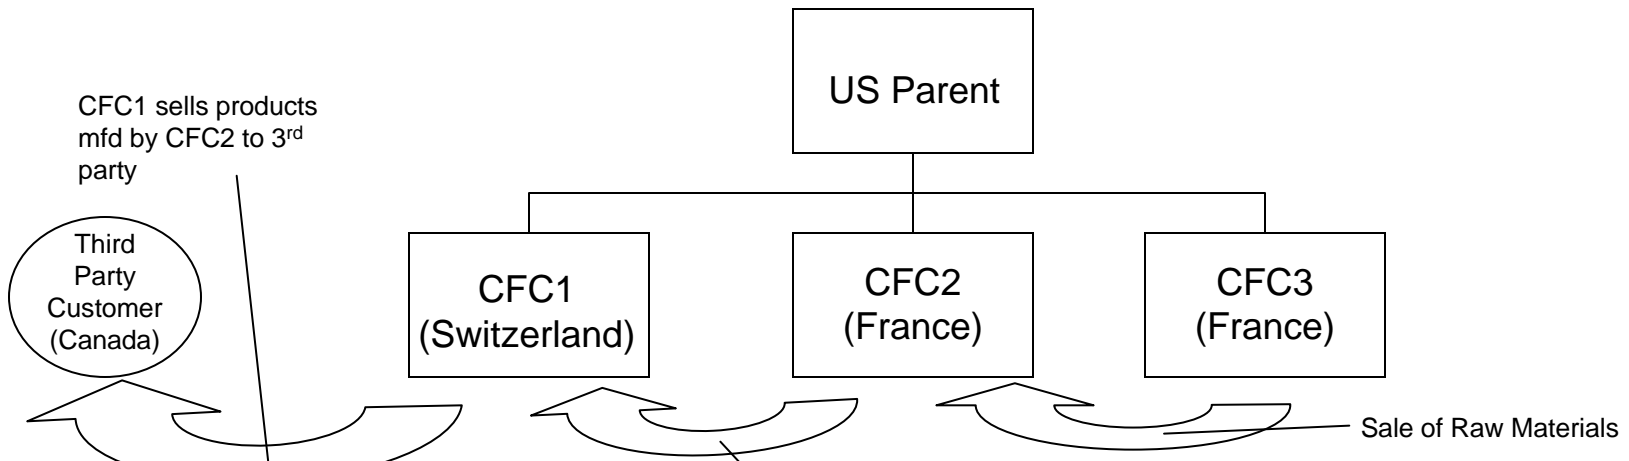 US Parent
CFC1 sells products
mfd by CFC2 to 3rd
party
Third
Party
Customer
(Canada)
CFC1
(Switzerland)
CFC2
(France)
CFC3
(France)
Sale of Raw Materials